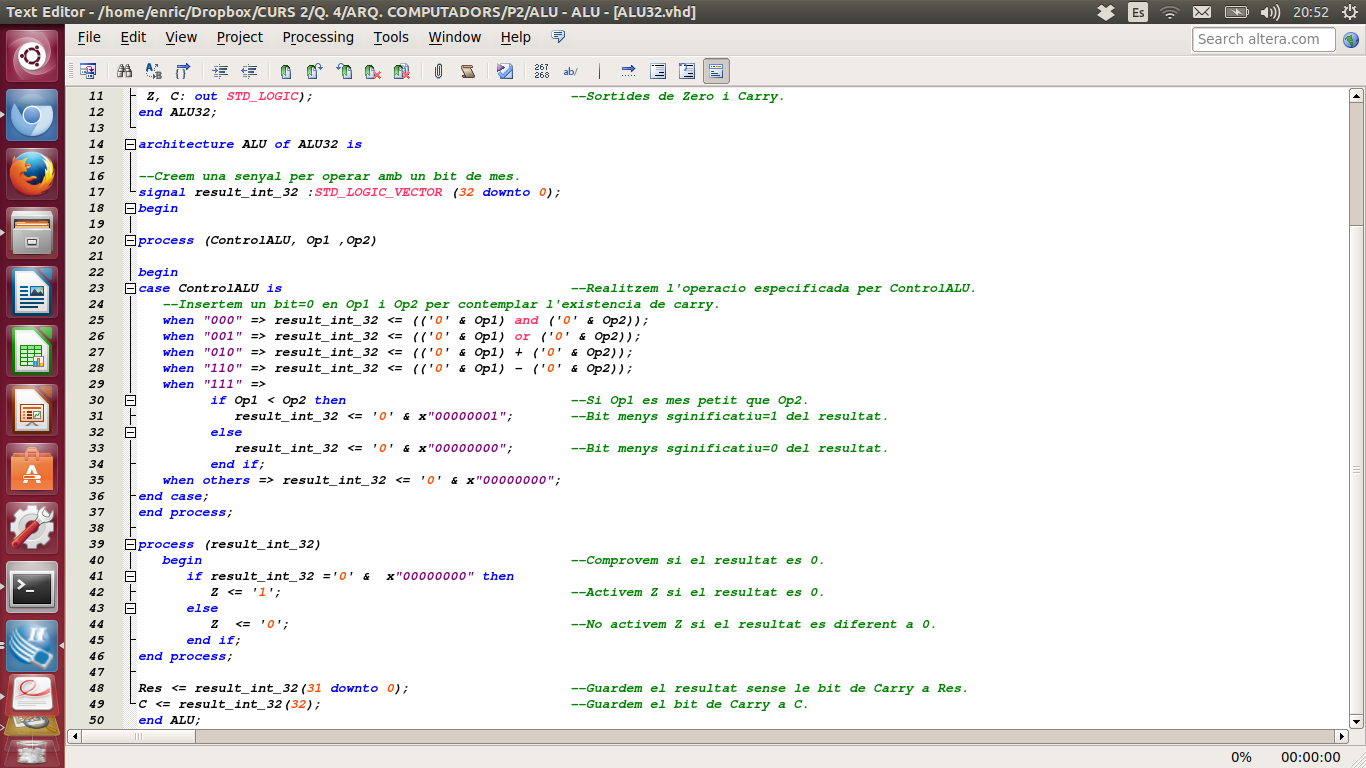 Text Editor - /home/enric/Dropbox/CURS 2/Q. 4/ARQ. COMPUTADORS/P2/ALU - ALU - [ALU32.vhd] Es 20:52
File Edit View Project Processing Tools Window Help Search altera.com
267 268 ab/
11 Z, C: out STD_LOGIC); --Sortides de Zero i Carry.
12 end ALU32;
13
14 architecture ALU of ALU32 is
15
16 --Creem una senyal per operar amb un bit de mes.
17 signal result_int_32 :STD_LOGIC_VECTOR (32 downto 0);
18 begin
19
20 process (ControlALU, Op1 ,Op2)
21
22 begin
23 case ControlALU is --Realitzem l'operacio especificada per ControlALU.
24 --Insertem un bit=0 en Op1 i Op2 per contemplar l'existencia de carry.
25 when "000" => result_int_32 <= (('0' & Op1) and ('0' & Op2));
26 when "001" => result_int_32 <= (('0' & Op1) or ('0' & Op2));
27 when "010" => result_int_32 <= (('0' & Op1) + ('0' & Op2));
28 when "110" => result_int_32 <= (('0' & Op1) - ('0' & Op2));
29 when "111" =>
30 if Op1 < Op2 then --Si Op1 es mes petit que Op2.
31 result_int_32 <= '0' & x"00000001"; --Bit menys sginificatiu=1 del resultat.
32 else
33 result_int_32 <= '0' & x"00000000"; --Bit menys sginificatiu=0 del resultat.
34 end if;
35 when others => result_int_32 <= '0' & x"00000000";
36 end case;
37 end process;
38
39 process (result_int_32)
40 begin --Comprovem si el resultat es 0.
41 if result_int_32 ='0' & x"00000000" then
42 Z <= '1'; --Activem Z si el resultat es 0.
43 else
44 Z <= '0'; --No activem Z si el resultat es diferent a 0.
45 end if;
46 end process;
47
48 Res <= result_int_32(31 downto 0); --Guardem el resultat sense le bit de Carry a Res.
49 C <= result_int_32(32); --Guardem el bit de Carry a C.
50 end ALU;
0% 00:00:00